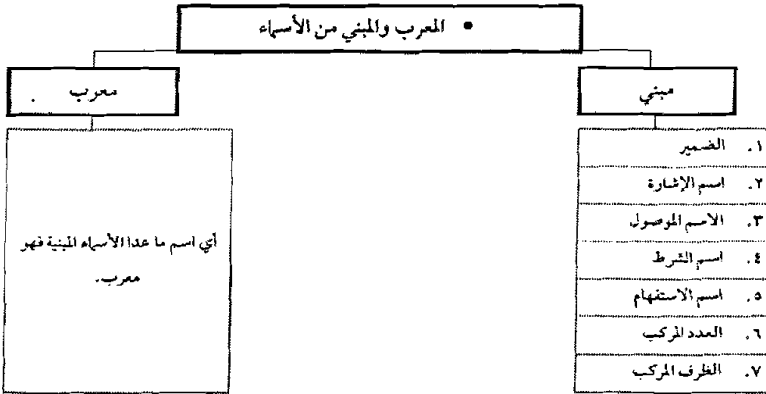 • المعرب والمبني من الأسماء
مبني
معرب
١. الضمير
٢. اسم الإشارة
٣. الاسم الموصول
٤. اسم الشرط
٥. اسم الاستفهام
٦. العدد المركب
٧. الظرف المركب
أي اسم ما عدا الأسماء المبنية فهو
معرب.